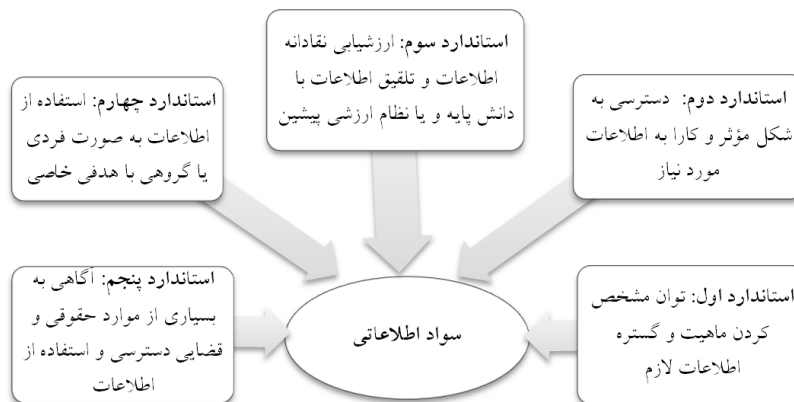 استاندارد اول: توان مشخص
کردن ماهیت و گستره
اطلاعات لازم
استاندارد دوم: دسترسی به
شکل مؤثر و کارا به اطلاعات
مورد نیاز
استاندارد سوم: ارزشیابی نقادانه
اطلاعات و تلفیق اطلاعات با
دانش پایه و یا نظام ارزشی پیشین
استاندارد چهارم: استفاده از
اطلاعات به صورت فردی
یا گروهی با هدفی خاصی
استاندارد پنجم: آگاهی به
بسیاری از موارد حقوقی و
قضایی دسترسی و استفاده از
اطلاعات
سواد اطلاعاتی